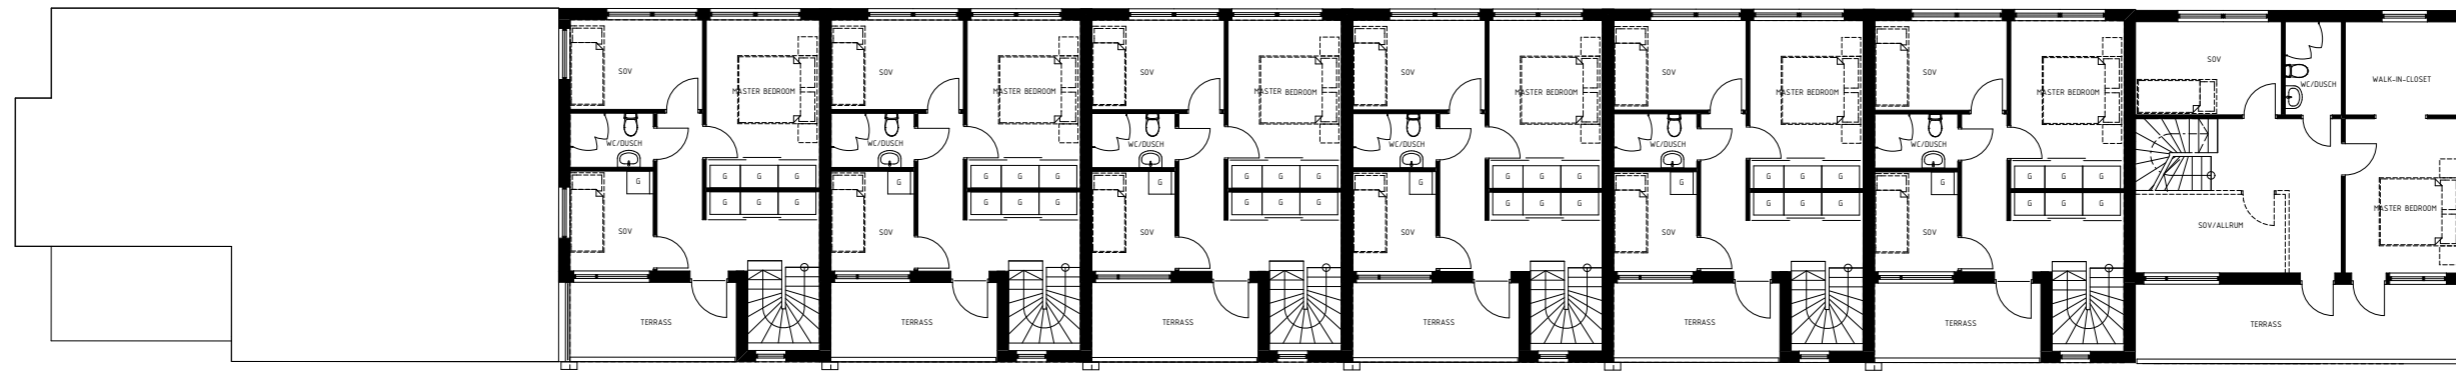 SOV
MASTER BEDROOM
WC/DUSCH
G
G G G
G G G
SOV
TERRASS
SOV
MASTER BEDROOM
WC/DUSCH
G
G G G
G G G
SOV
TERRASS
SOV
MASTER BEDROOM
WC/DUSCH
G
G G G
G G G
SOV
TERRASS
SOV
MASTER BEDROOM
WC/DUSCH
G
G G G
G G G
SOV
TERRASS
SOV
MASTER BEDROOM
WC/DUSCH
G
G G G
G G G
SOV
TERRASS
SOV
MASTER BEDROOM
WC/DUSCH
G
G G G
G G G
SOV
TERRASS
SOV
WC/DUSCH
WALK-IN-CLOSET
MASTER BEDROOM
SOV/ALLRUM
TERRASS